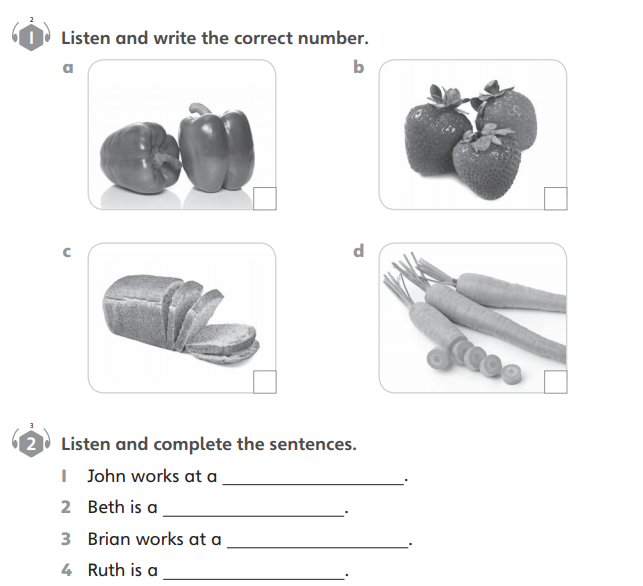 2
1 Listen and write the correct number.
a
b
c
d
3
2 Listen and complete the sentences.
1 John works at a ____________________.
2 Beth is a ____________________.
3 Brian works at a ____________________.
4 Ruth is a ____________________.